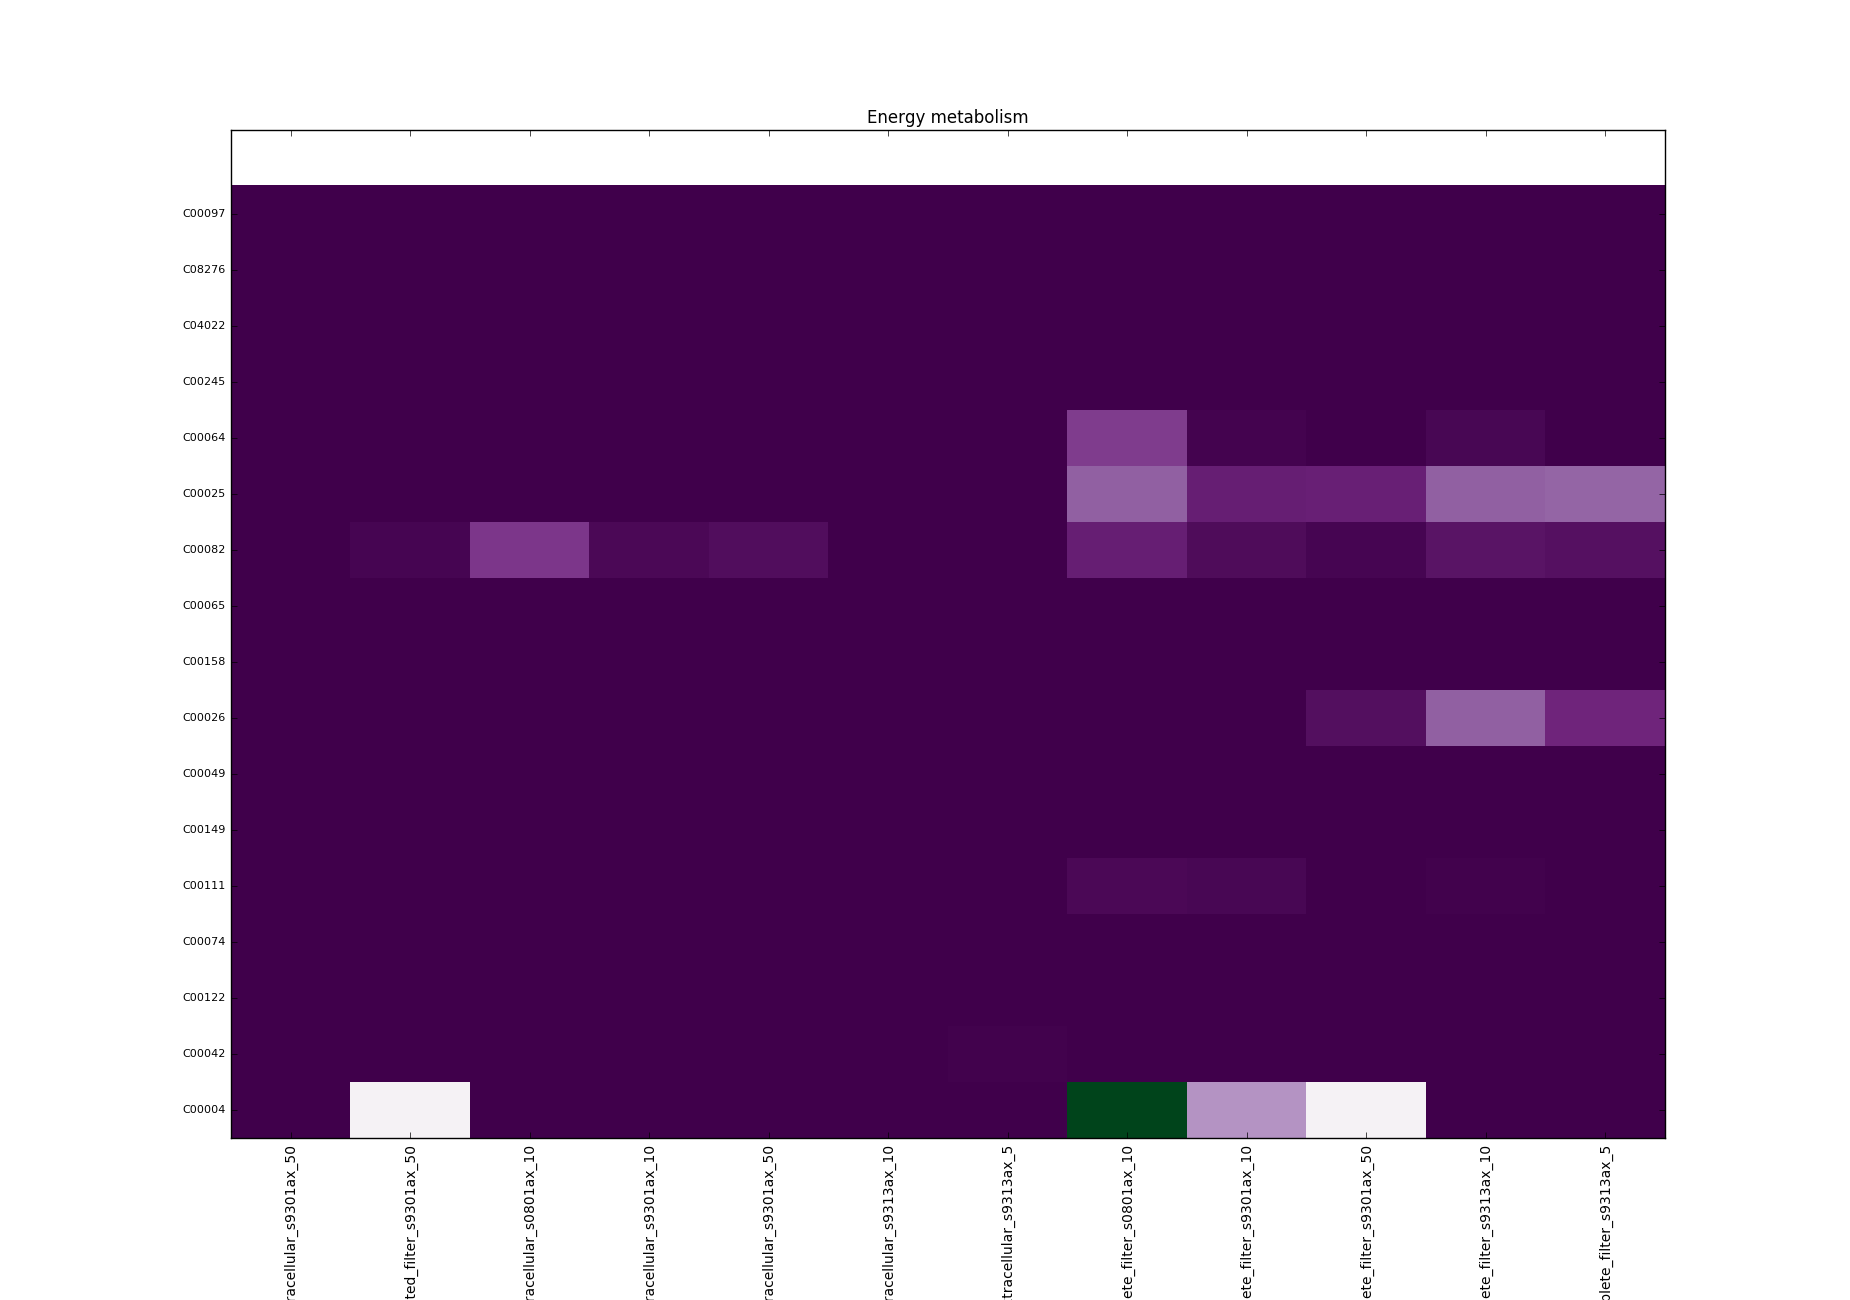 Energy metabolism
C00097
C08276
C04022
C00245
C00064
C00025
C00082
C00065
C00158
C00026
C00049
C00149
C00111
C00074
C00122
C00042
C00004
racellular_s9301ax_50
ted_filter_s9301ax_50
racellular_s0801ax_10
racellular_s9301ax_10
racellular_s9301ax_50
racellular_s9313ax_10
tracellular_s9313ax_5
ete_filter_s0801ax_10
ete_filter_s9301ax_10
ete_filter_s9301ax_50
ete_filter_s9313ax_10
plete_filter_s9313ax_5